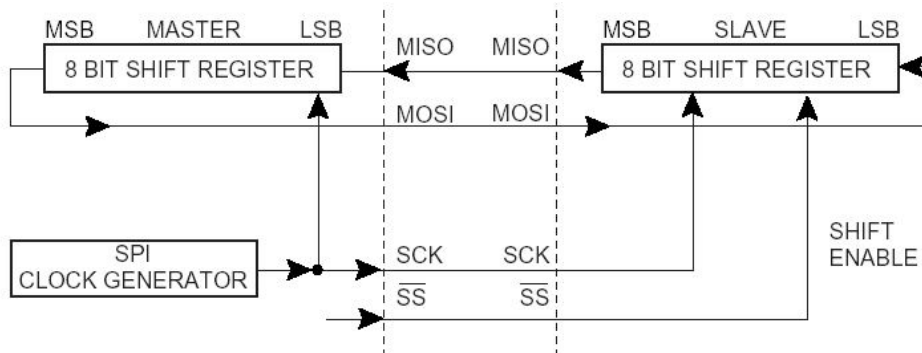 MSB MASTER LSB
8 BIT SHIFT REGISTER
MISO MISO
MSB SLAVE LSB
8 BIT SHIFT REGISTER
MOSI MOSI
SPI
CLOCK GENERATOR
SCK SCK
SS SS
SHIFT
ENABLE